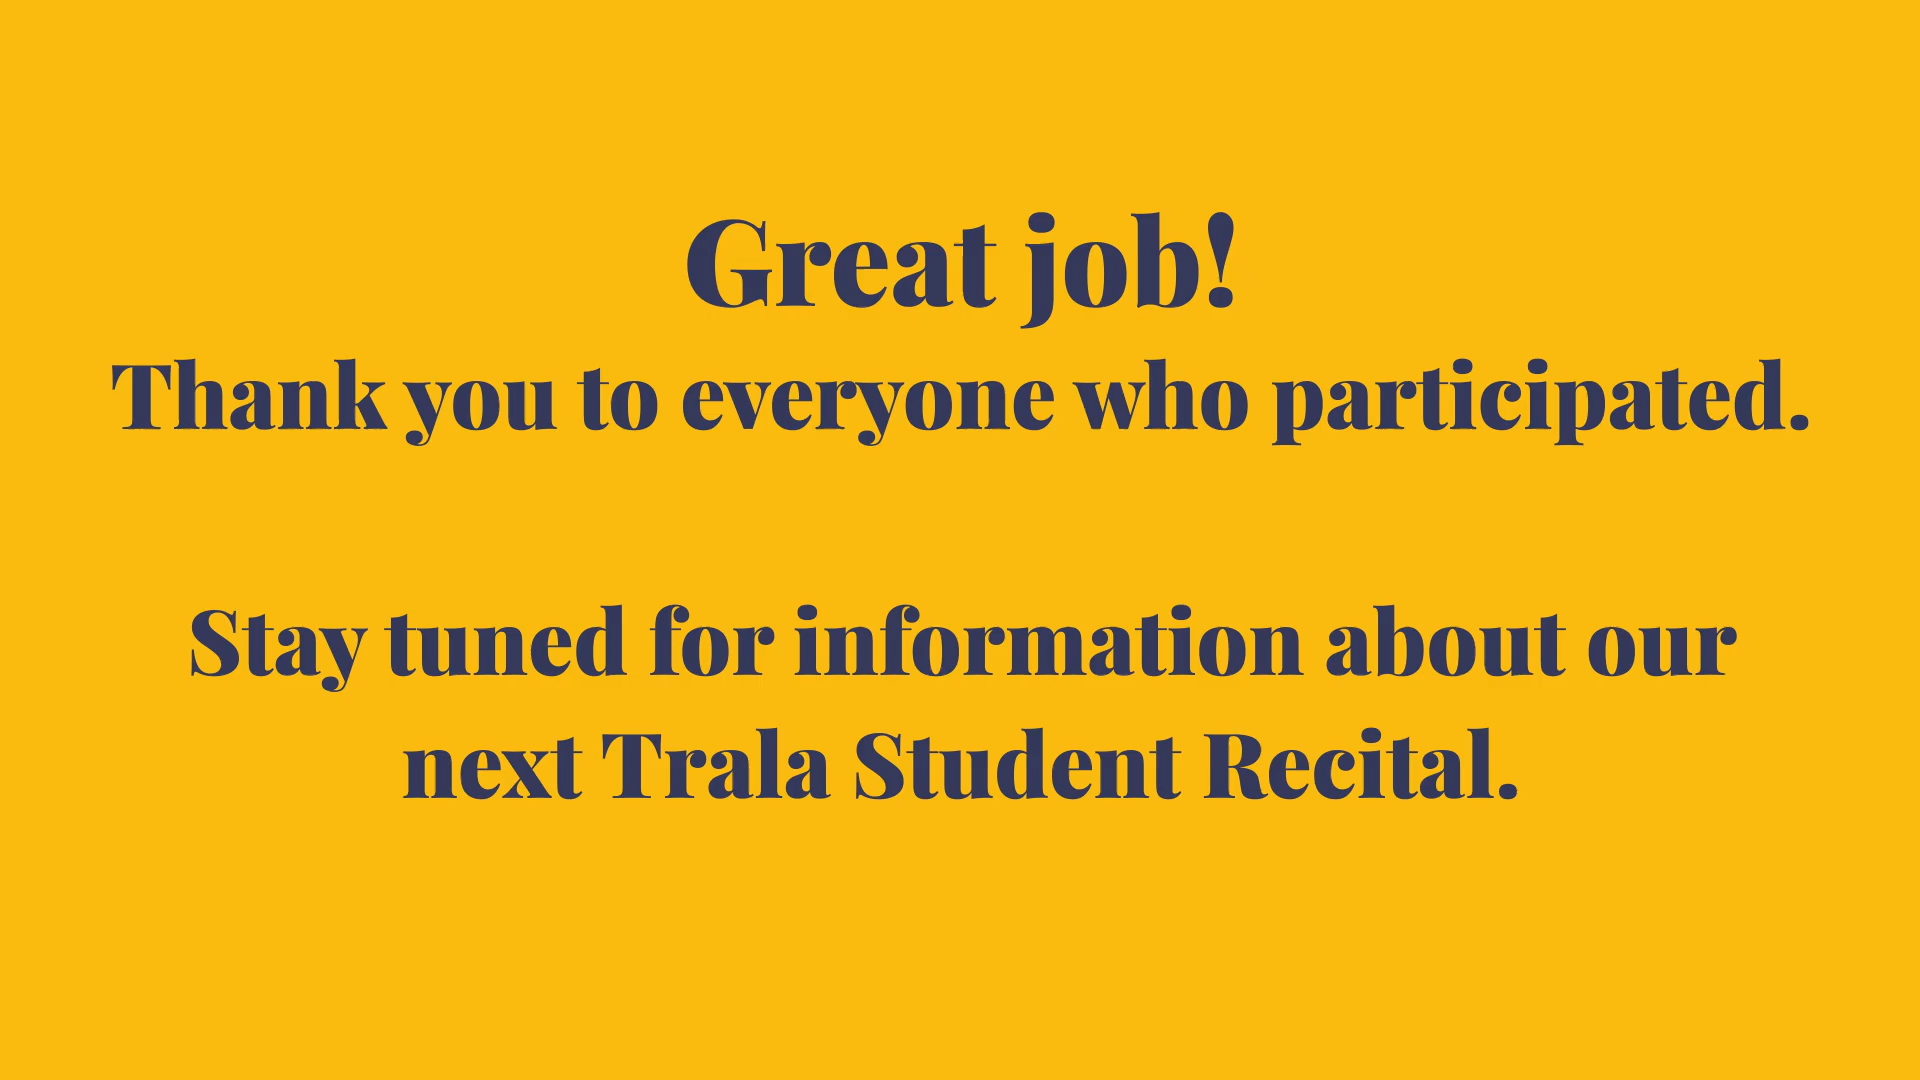 Great job!
Thank you to everyone who participated.
Stay tuned for information about our
next Trala Student Recital.